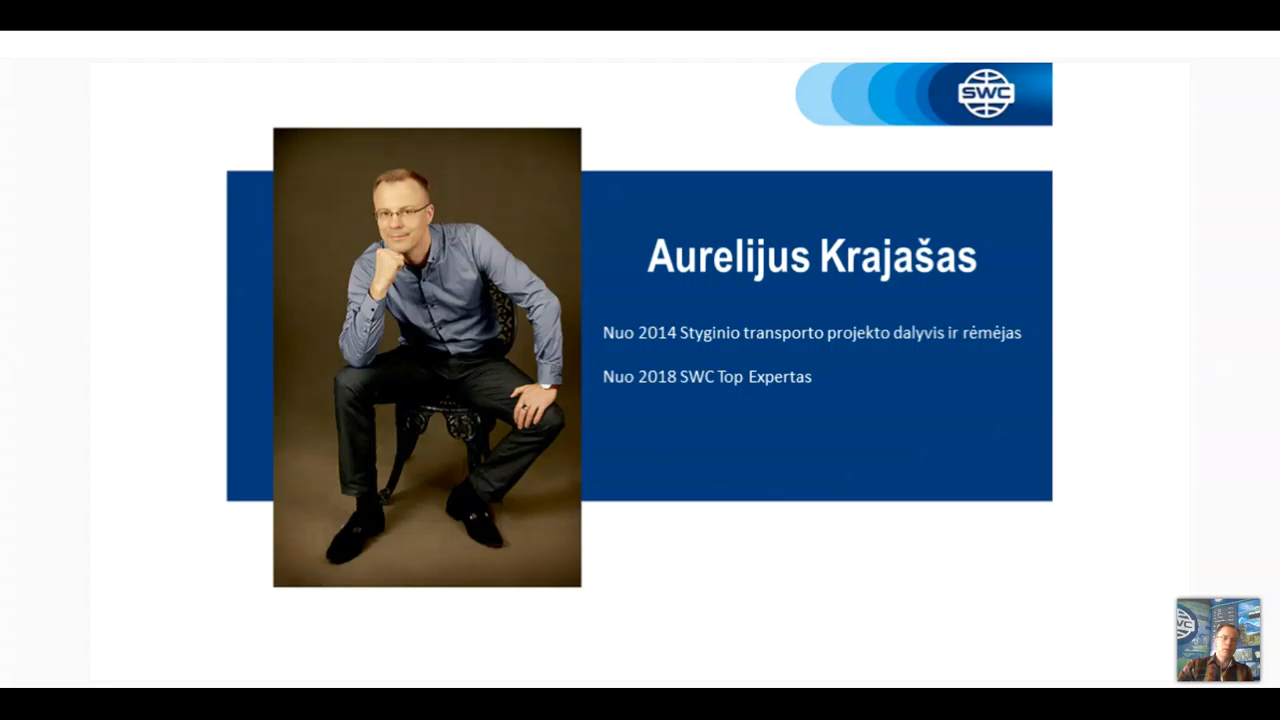 SWC
Aurelijus Krajašas
Nuo 2014 Styginio transporto projekto dalyvis ir rėmėjas
Nuo 2018 SWC Top Expertas